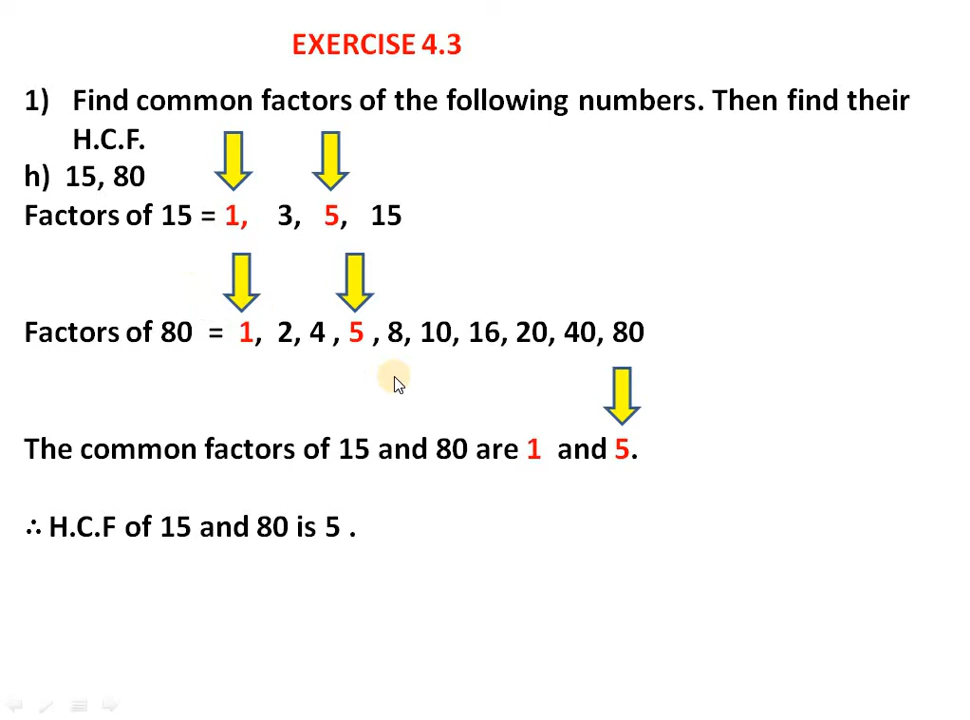 EXERCISE 4.3
1) Find common factors of the following numbers. Then find their
H.C.F.
h) 15, 80
Factors of 15 = 1, 3, 5, 15
Factors of 80 = 1, 2, 4 , 5 , 8, 10, 16, 20, 40, 80
The common factors of 15 and 80 are 1 and 5.
∴ H.C.F of 15 and 80 is 5 .